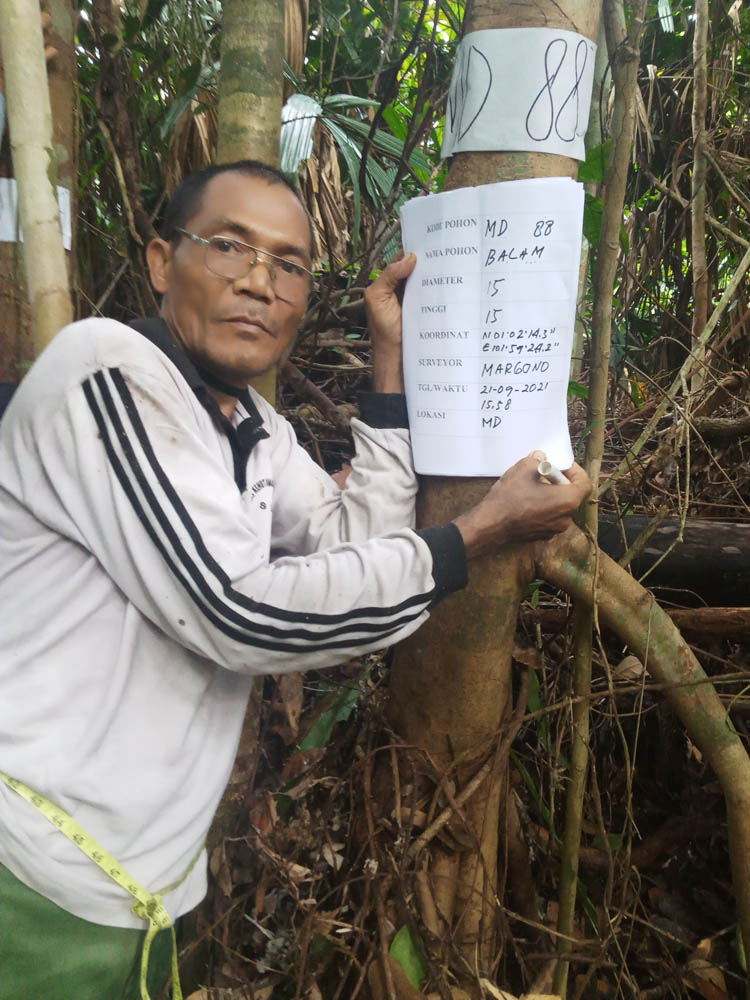 MD 88
KODE POHON MD 88
NAMA POHON BALAM
DIAMETER 15
TINGGI 15
KOORDINAT N 01°02'14.3"
E101°59'24.2"
SURVEYOR MARGONO
TGL/WAKTU 21-09-2021
15.58
LOKASI MD